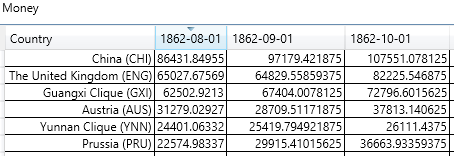 Money
Country 1862-08-01 1862-09-01 1862-10-01
China (CHI) 86431.84955 97179.421875 107551.078125
The United Kingdom (ENG) 65027.67569 64829.55859375 82225.546875
Guangxi Clique (GXI) 62502.9213 67404.0078125 72796.6015625
Austria (AUS) 31279.02927 28709.51171875 37813.140625
Yunnan Clique (YNN) 24401.06332 25419.794921875 26111.4375
Prussia (PRU) 22574.98337 29915.41015625 36663.93359375